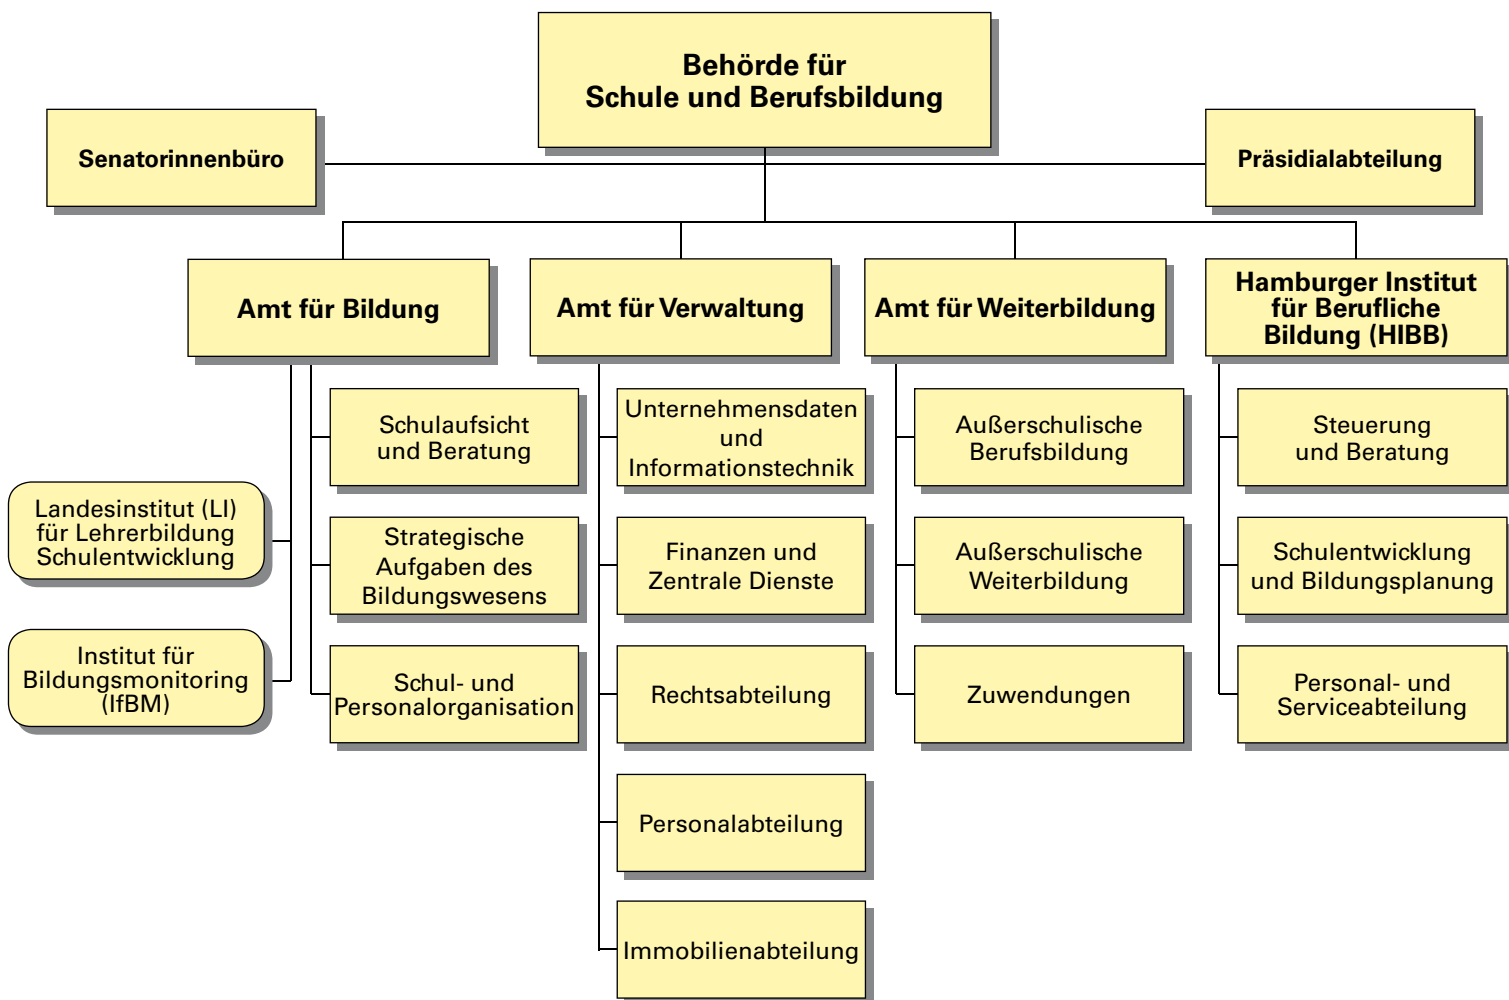 Behörde für
Schule und Berufsbildung
Senatorinnenbüro
Präsidialabteilung
Amt für Bildung
Amt für Verwaltung
Amt für Weiterbildung
Hamburger Institut
für Berufliche
Bildung (HIBB)
Schulaufsicht
und Beratung
Strategische
Aufgaben des
Bildungswesens
Schul- und
Personalorganisation
Landesinstitut (LI)
für Lehrerbildung
Schulentwicklung
Institut für
Bildungsmonitoring
(IfBM)
Unternehmensdaten
und
Informationstechnik
Finanzen und
Zentrale Dienste
Rechtsabteilung
Personalabteilung
Immobilienabteilung
Außerschulische
Berufsbildung
Außerschulische
Weiterbildung
Zuwendungen
Steuerung
und Beratung
Schulentwicklung
und Bildungsplanung
Personal- und
Serviceabteilung